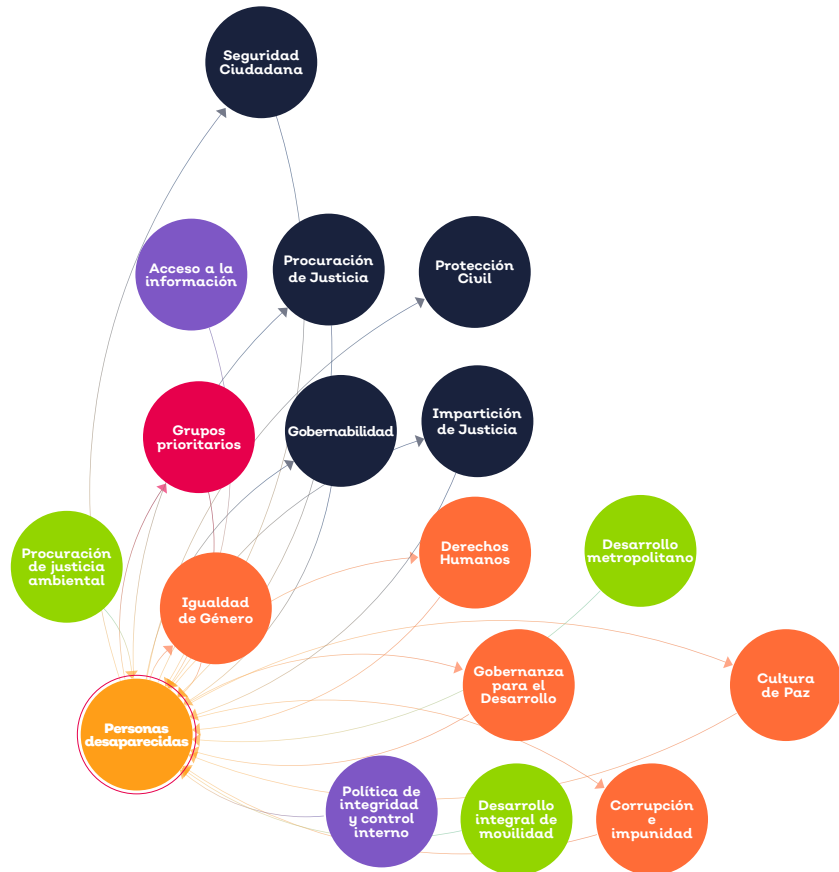 Seguridad
Ciudadana
Acceso a la
información
Procuración
de Justicia
Protección
Civil
Grupos
prioritarios
Gobernabilidad
Impartición
de Justicia
Procuración
de justicia
ambiental
Igualdad
de Género
Derechos
Humanos
Desarrollo
metropolitano
Personas
desaparecidas
Gobernanza
para el
Desarrollo
Cultura
de Paz
Política de
integridad
y control
interno
Desarrollo
integral de
movilidad
Corrupción
e
impunidad